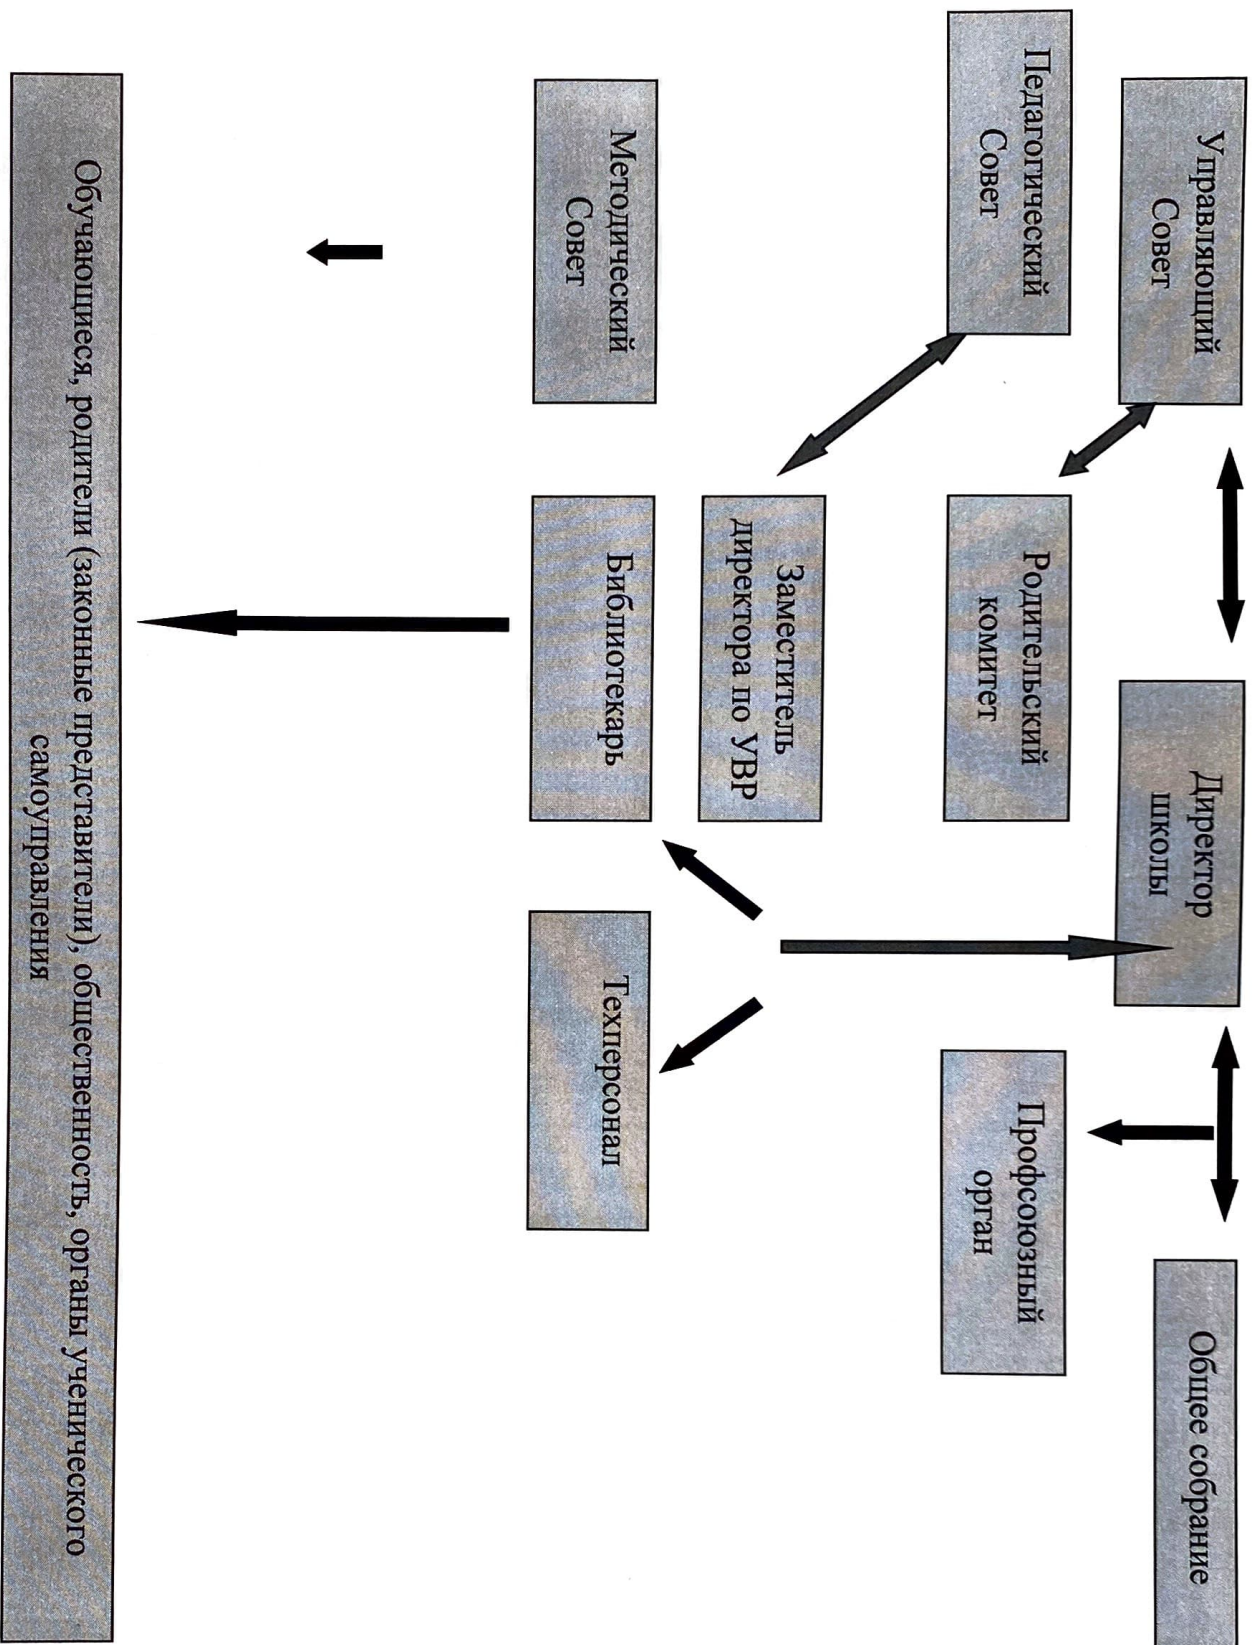 Управляющий
Совет
Директор
школы
Общее собрание
Педагогический
Совет
Родительский
комитет
Профсоюзный
орган
Заместитель
директора по УВР
Методический
Совет
Библиотекарь
Техперсонал
Обучающиеся, родители (законные представители), общественность, органы ученического
самоуправления